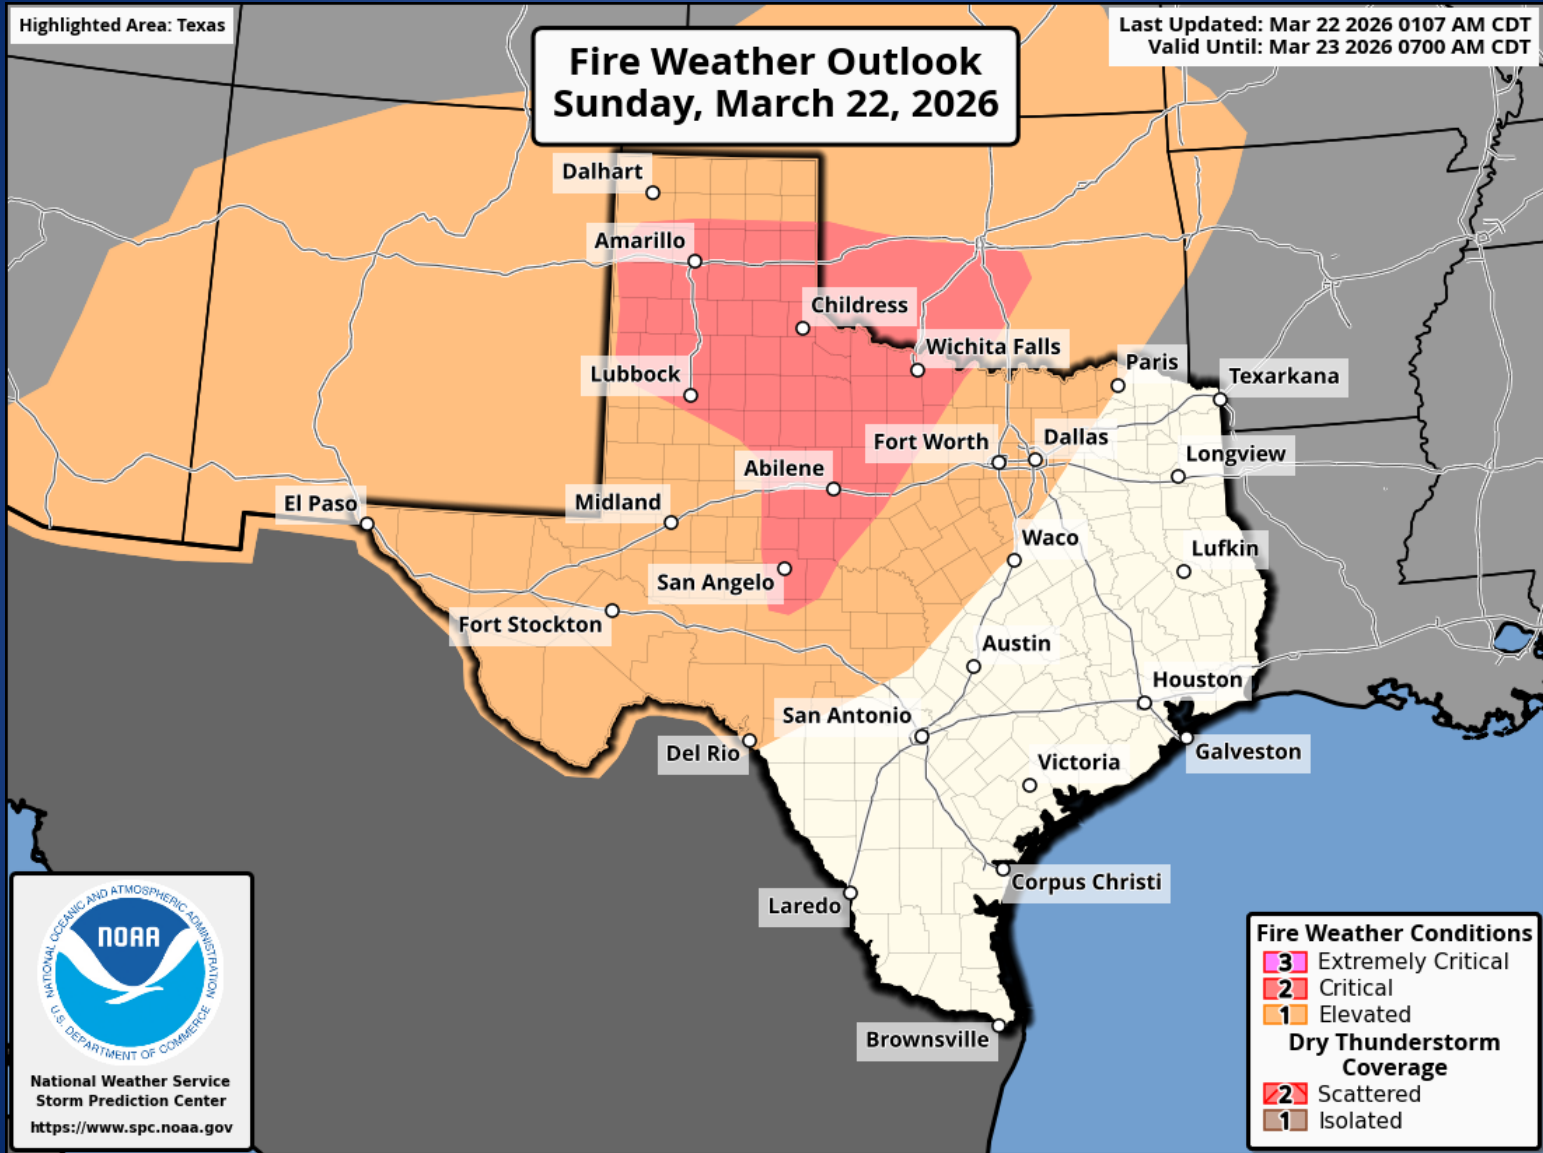 Highlighted Area: Texas
Last Updated: Mar 22 2026 0107 AM CDT
Valid Until: Mar 23 2026 0700 AM CDT
Fire Weather Outlook
Sunday, March 22, 2026
Dalhart
Amarillo
Childress
Wichita Falls
Paris
Lubbock
Texarkana
Fort Worth
Dallas
Longview
Abilene
Midland
El Paso
Waco
Lufkin
San Angelo
Fort Stockton
Austin
Houston
San Antonio
Del Rio
Galveston
Victoria
Corpus Christi
Laredo
Brownsville
NATIONAL OCEANIC AND ATMOSPHERIC ADMINISTRATION
NOAA
U.S. DEPARTMENT OF COMMERCE
National Weather Service
Storm Prediction Center
https://www.spc.noaa.gov
Fire Weather Conditions
3 Extremely Critical
2 Critical
1 Elevated
Dry Thunderstorm
Coverage
2 Scattered
1 Isolated